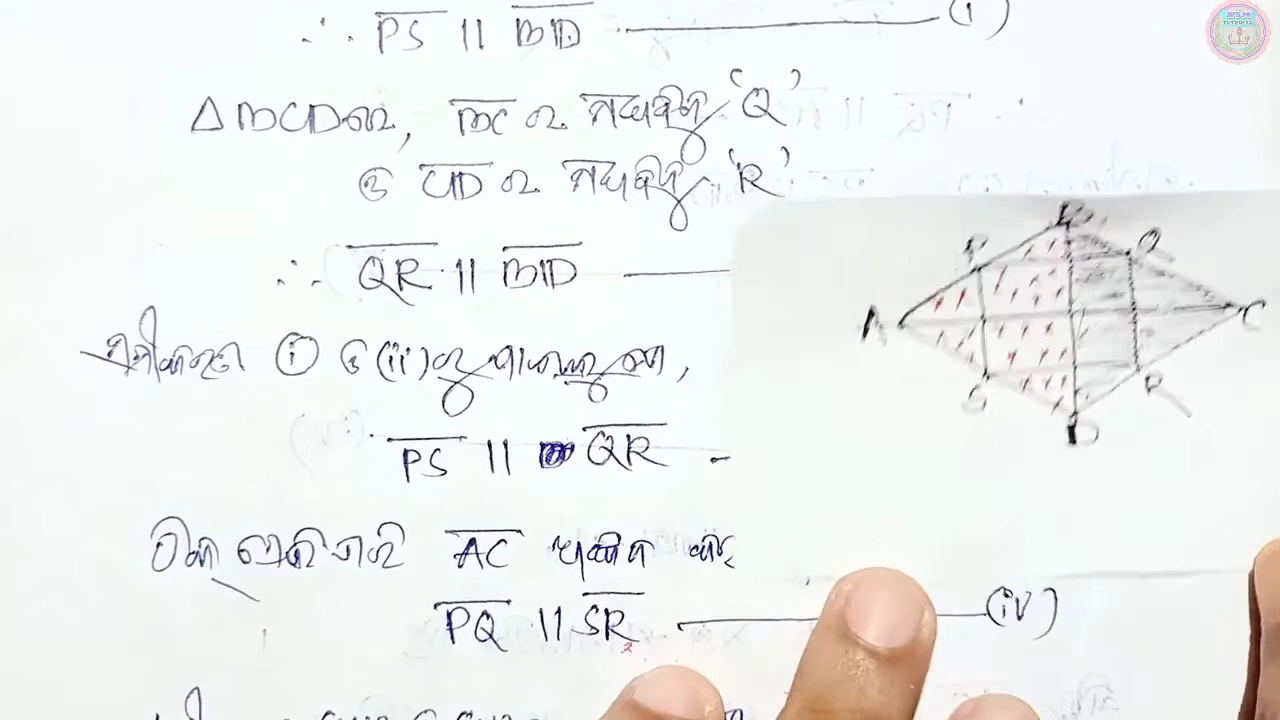 ∴ PS || BD ——— (i)
Δ BCDରେ, BC ର ମଧ୍ୟବିନ୍ଦୁ 'Q'
ଓ CD ର ମଧ୍ୟବିନ୍ଦୁ 'R'
∴ QR || BD ———
ସମୀକରଣ (i) ଓ (ii)ରୁ ପାଇଲୁ ଯେ,
PS || QR -
ଠିକ୍ ସେହିପରି AC ଅଙ୍କନ କରି
PQ || SR ——— (iv)
B
P Q
A C
S R
D